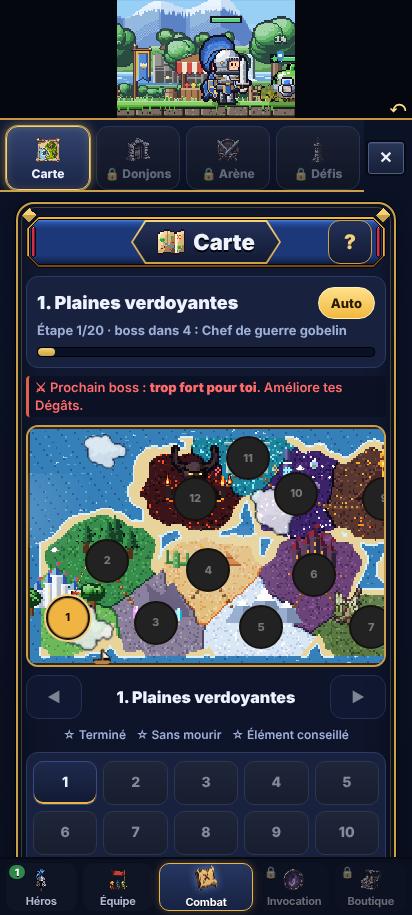 Carte
Donjons
Arène
Défis
×
Carte
?
1. Plaines verdoyantes
Auto
Étape 1/20 · boss dans 4 : Chef de guerre gobelin
⚔ Prochain boss : trop fort pour toi. Améliore tes
Dégâts.
11
12
10
2
4
6
1
3
5
7
◀ 1. Plaines verdoyantes ▶
☆ Terminé ☆ Sans mourir ☆ Élément conseillé
1 2 3 4 5
6 7 8 9 10
1
Héros
Équipe
Combat
Invocation
Boutique